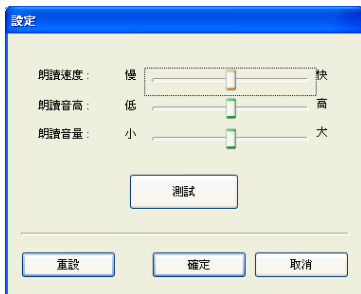 設定
朗讀速度： 慢 快
朗讀音高： 低 高
朗讀音量： 小 大
測試
重設 確定 取消